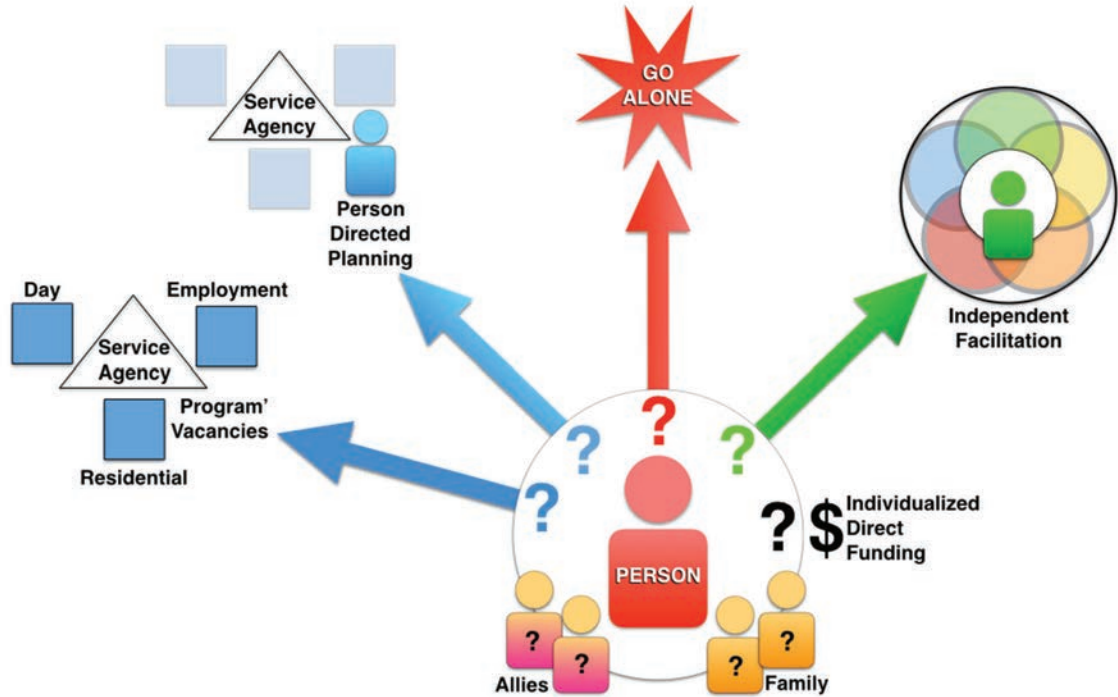 GO
ALONE
Service
Agency
Person
Directed
Planning
Day
Employment
Service
Agency
Program'
Vacancies
Residential
Independent
Facilitation
?
?
?
?
? $ Individualized
Direct
Funding
PERSON
?
?
?
?
Allies
Family